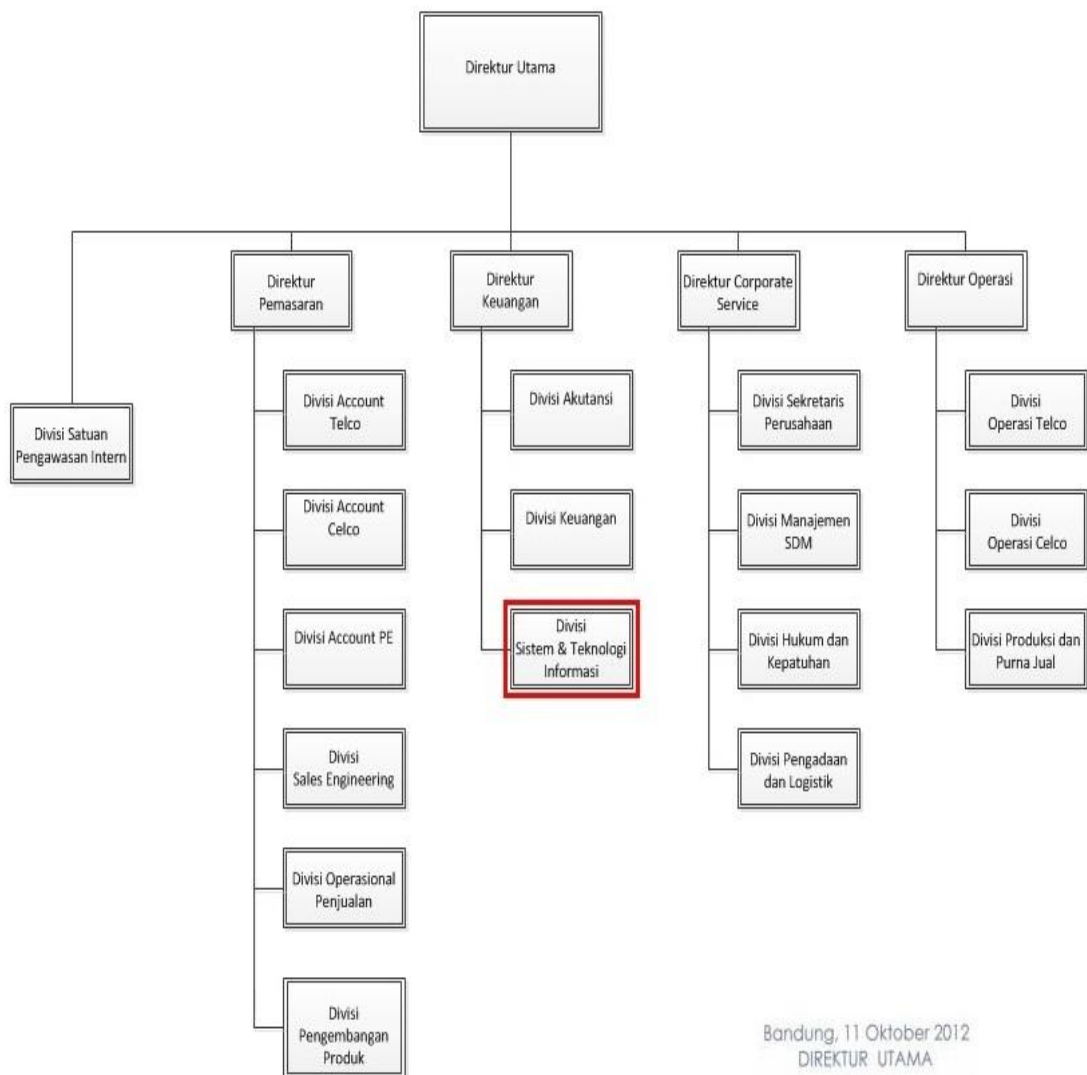 Direktur Utama
Direktur
Pemasaran
Direktur
Keuangan
Direktur Corporate
Service
Direktur Operasi
Divisi Satuan
Pengawasan Intern
Divisi Account
Telco
Divisi Account
Celco
Divisi Account PE
Divisi
Sales Engineering
Divisi Operasional
Penjualan
Divisi
Pengembangan
Produk
Divisi Akutansi
Divisi Keuangan
Divisi
Sistem & Teknologi
Informasi
Divisi Sekretaris
Perusahaan
Divisi Manajemen
SDM
Divisi Hukum dan
Kepatuhan
Divisi Pengadaan
dan Logistik
Divisi
Operasi Telco
Divisi
Operasi Celco
Divisi Produksi dan
Purna Jual
Bandung, 11 Oktober 2012
DIREKTUR UTAMA